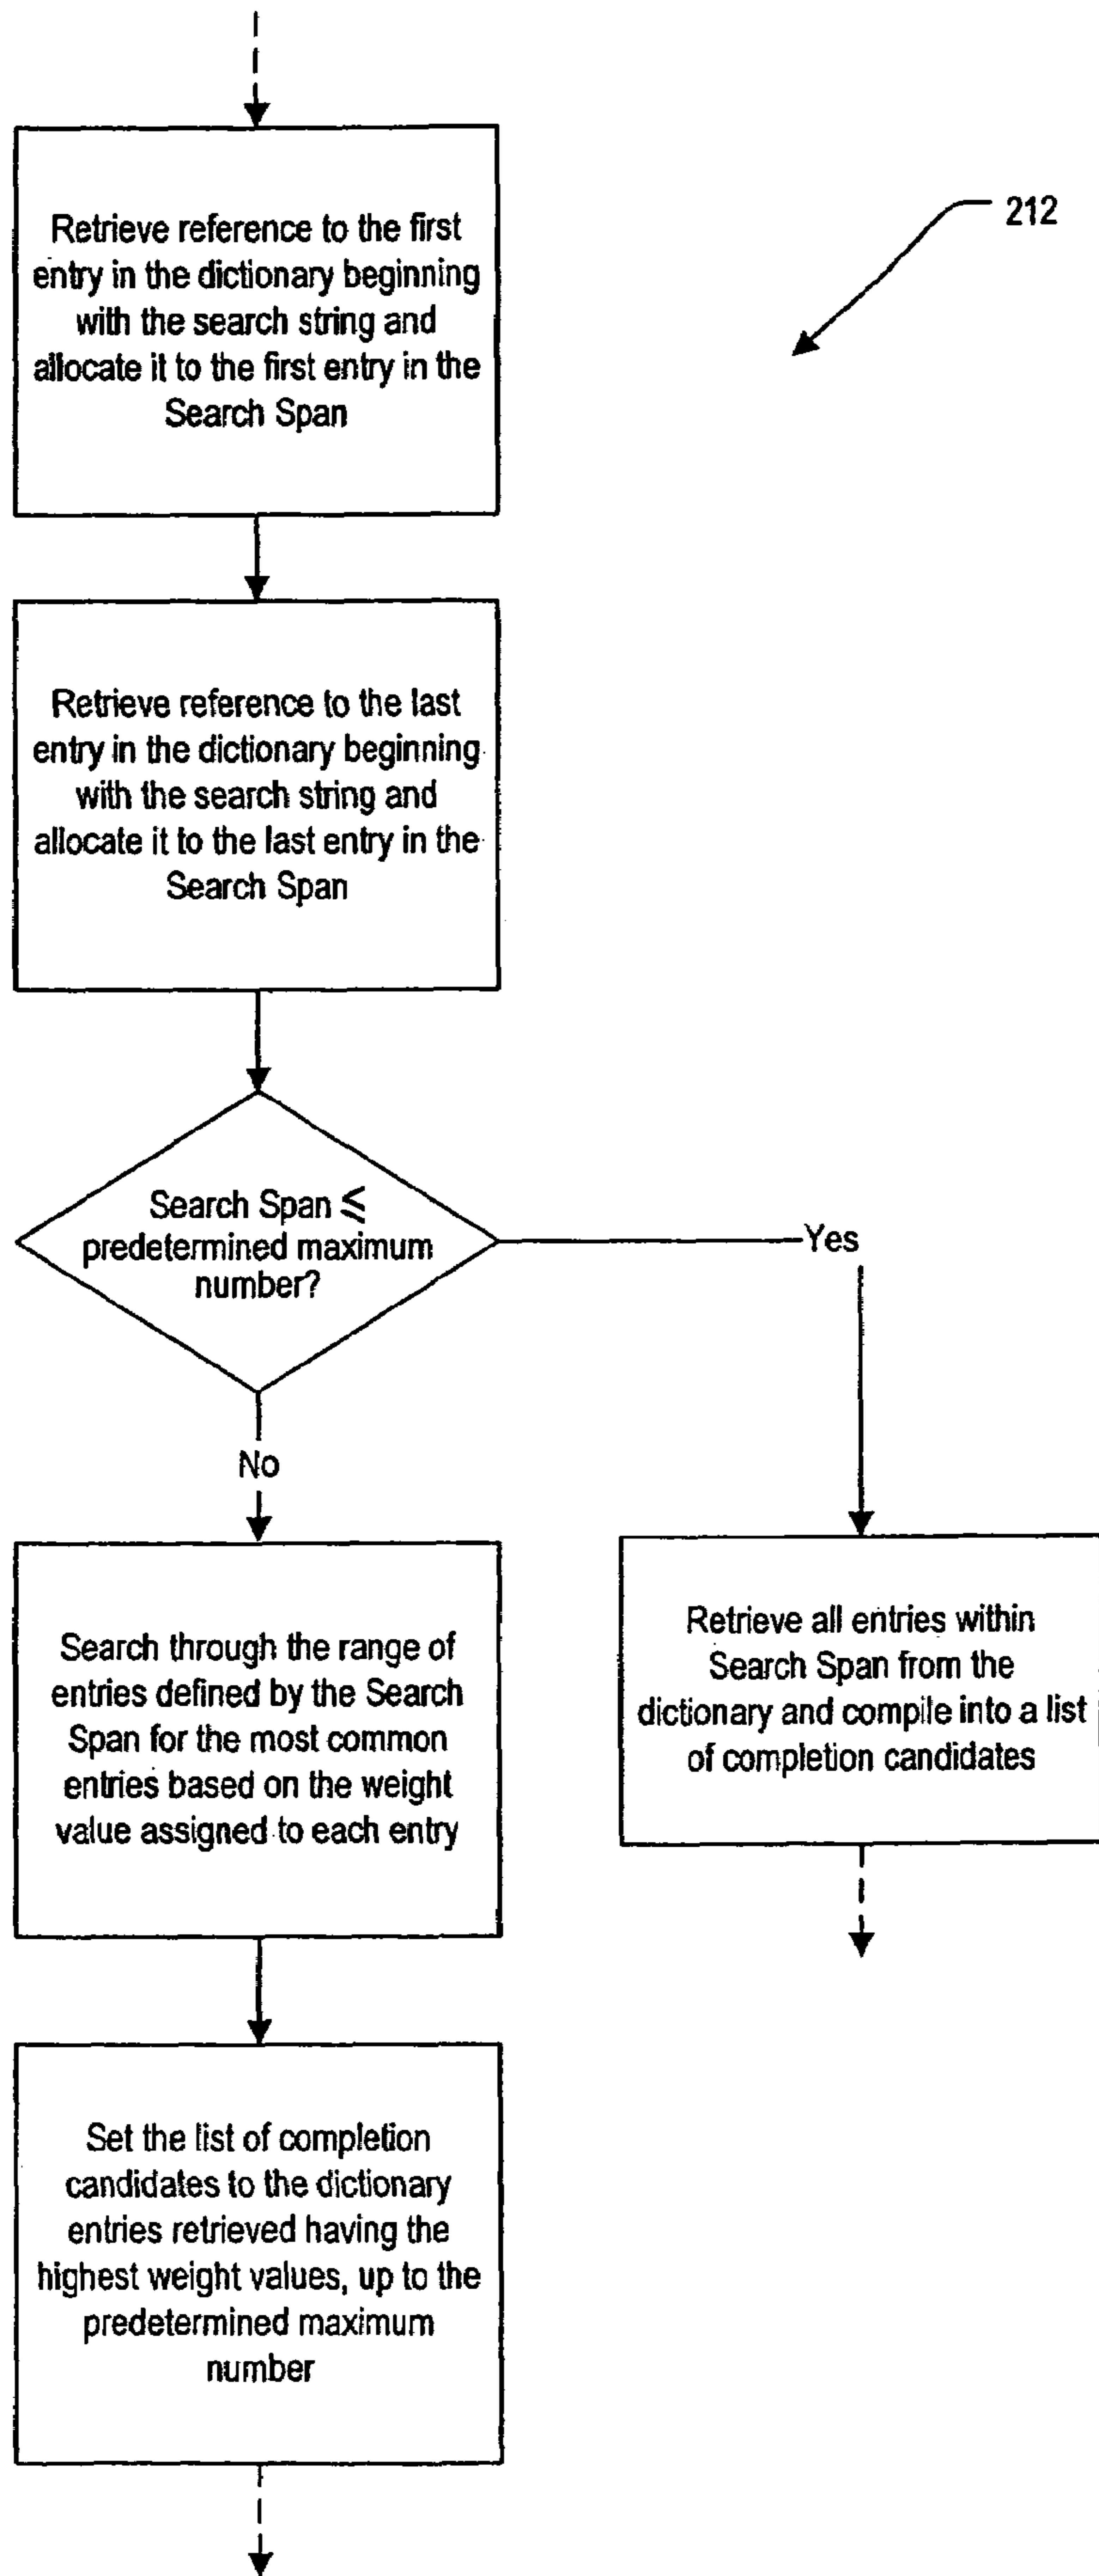 Retrieve reference to the first
entry in the dictionary beginning
with the search string and
allocate it to the first entry in the
Search Span
212
Retrieve reference to the last
entry in the dictionary beginning
with the search string and
allocate it to the last entry in the
Search Span
Search Span ≤
predetermined maximum
number?
Yes
No
Search through the range of
entries defined by the Search
Span for the most common
entries based on the weight
value assigned to each entry
Retrieve all entries within
Search Span from the
dictionary and compile into a list
of completion candidates
Set the list of completion
candidates to the dictionary
entries retrieved having the
highest weight values, up to the
predetermined maximum
number